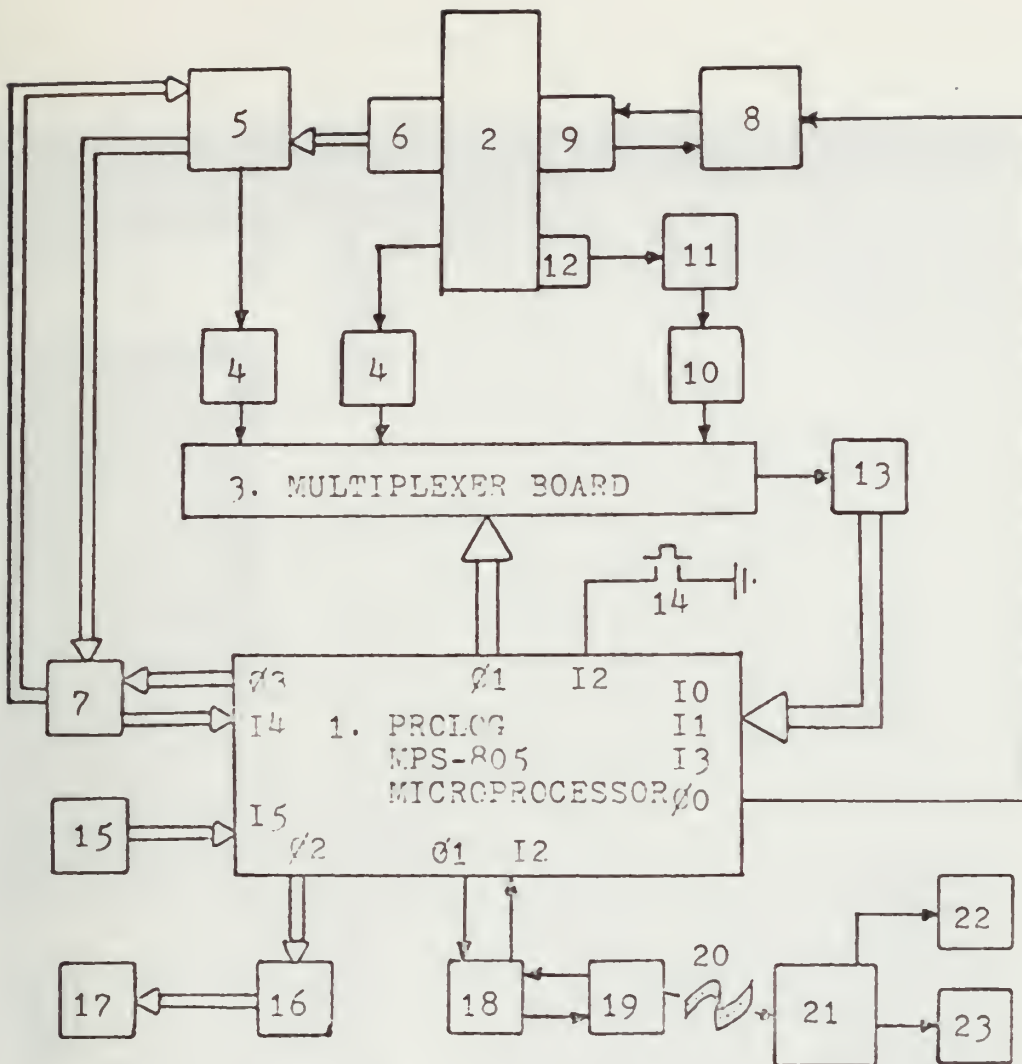 5
6
2
9
8
12
11
4
4
10
3. MULTIPLEXER BOARD
13
14
7
Ø3
Ø1
I2
I0
I4
1. PROLOG
I1
MPS-805
I3
MICROPROCESSOR
Ø0
15
I5
Ø2
Ø1
I2
17
16
18
19
20
21
22
23